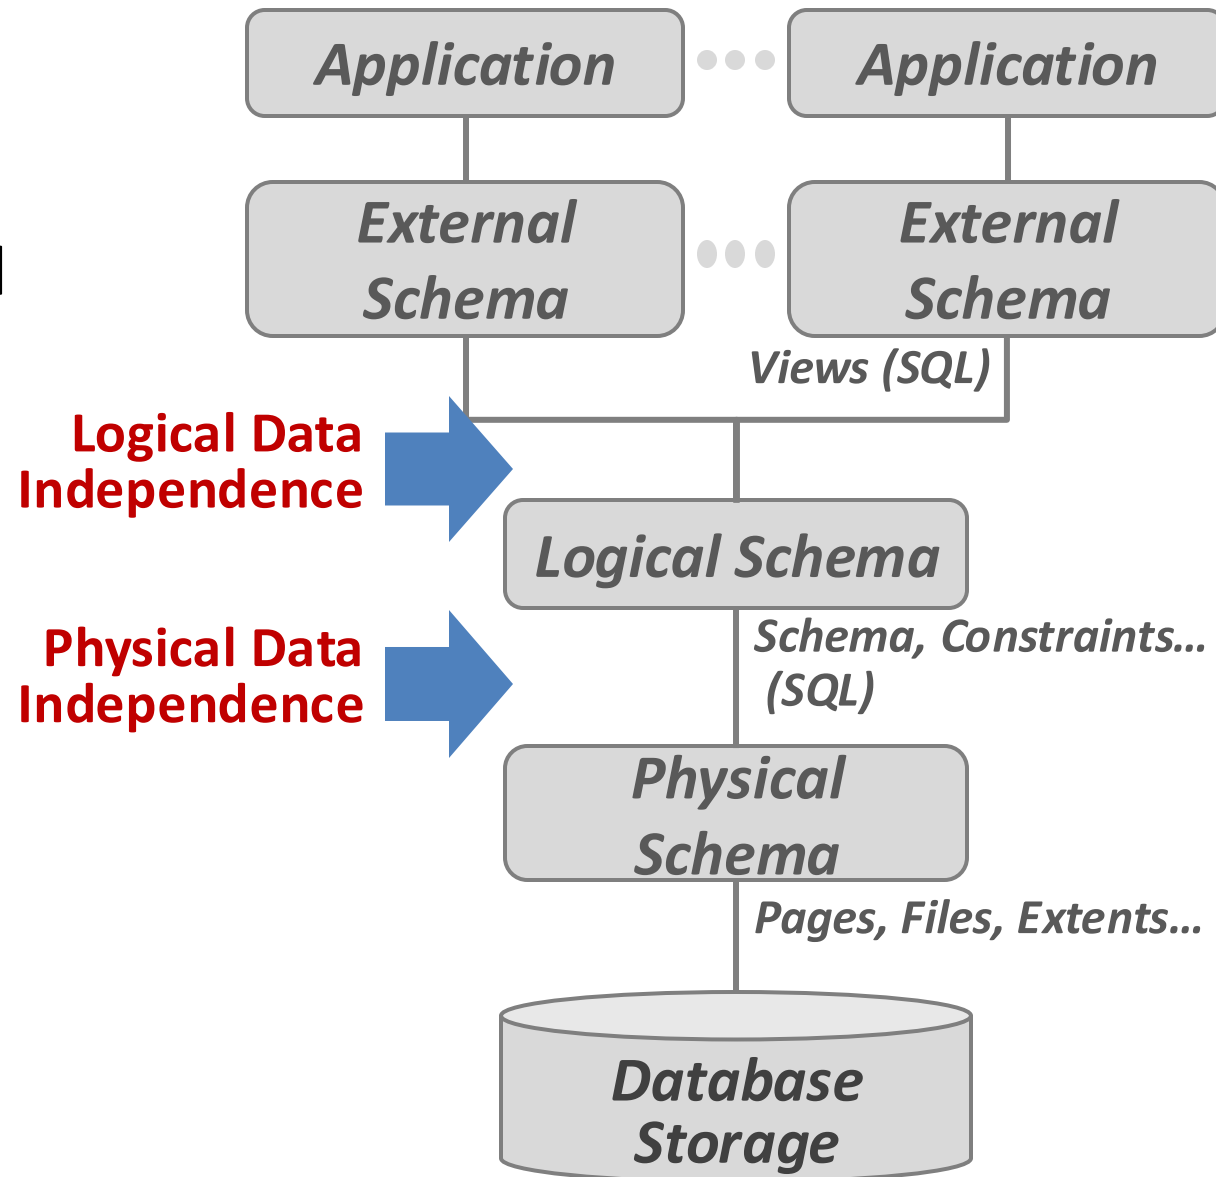 Application
Application
External
Schema
External
Schema
Views (SQL)
Logical Data
Independence
Logical Schema
Schema, Constraints…
(SQL)
Physical Data
Independence
Physical
Schema
Pages, Files, Extents…
Database
Storage